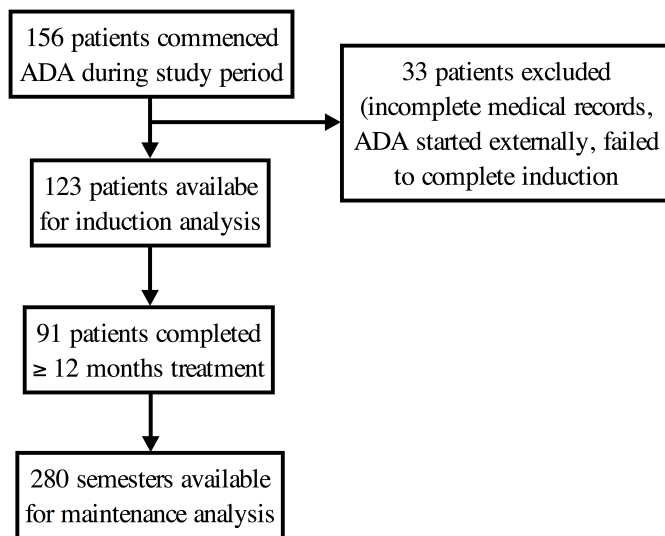 156 patients commenced
ADA during study period
33 patients excluded
(incomplete medical records,
ADA started externally, failed
to complete induction
123 patients availabe
for induction analysis
91 patients completed
≥ 12 months treatment
280 semesters available
for maintenance analysis